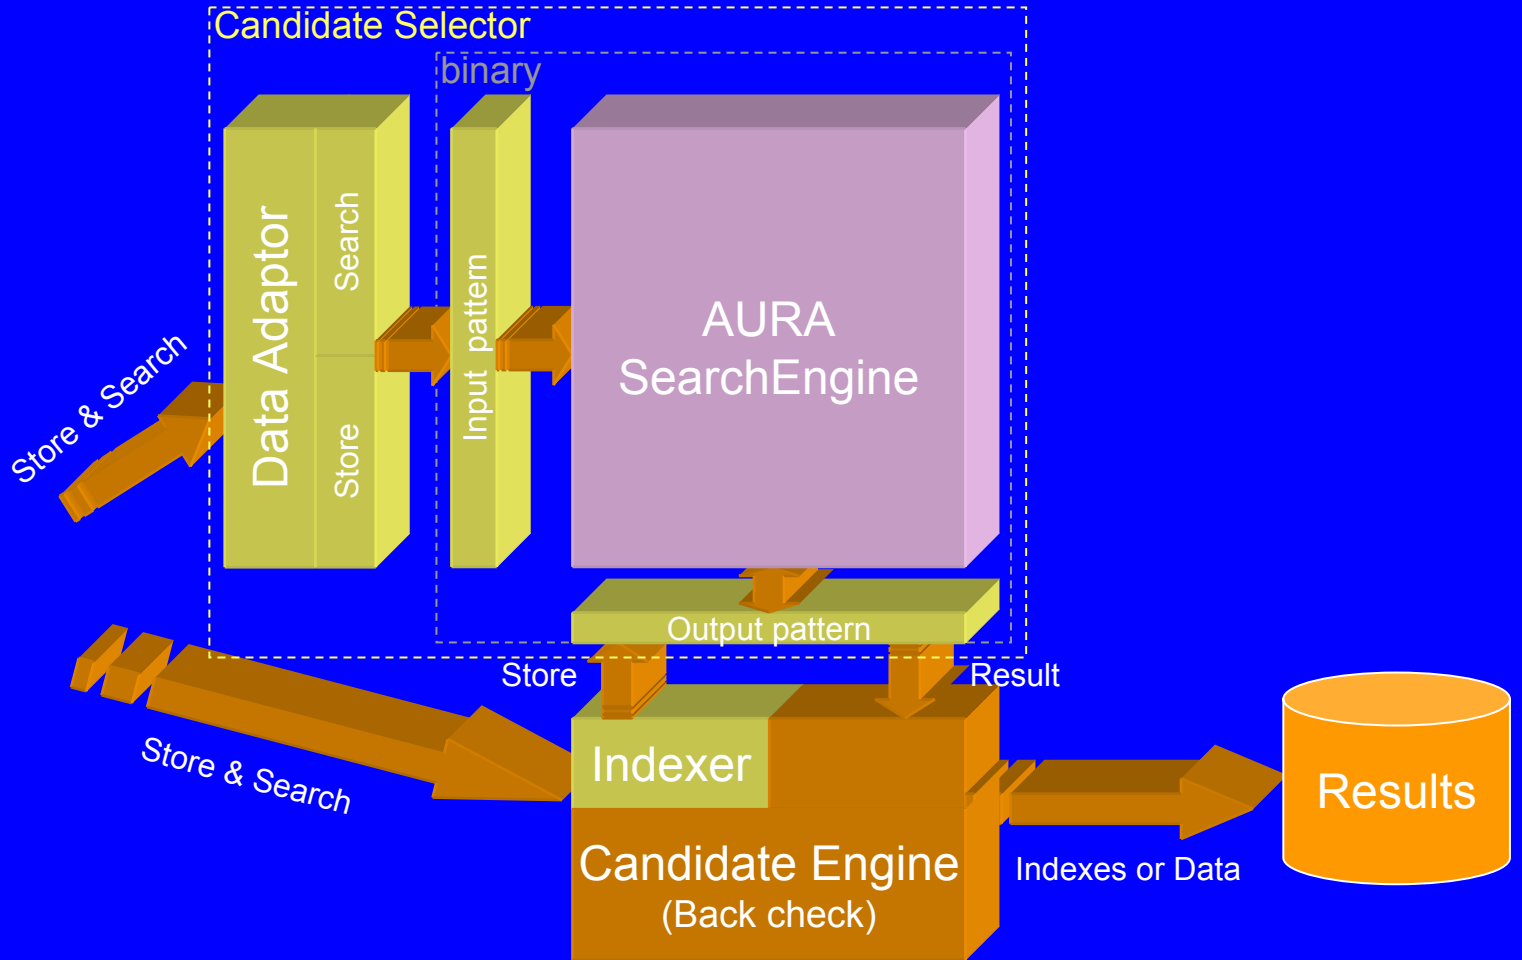 Candidate Selector
binary
Data Adaptor
Search
Store
Input pattern
AURA
SearchEngine
Store & Search
Output pattern
Store
Result
Store & Search
Indexer
Candidate Engine
(Back check)
Indexes or Data
Results